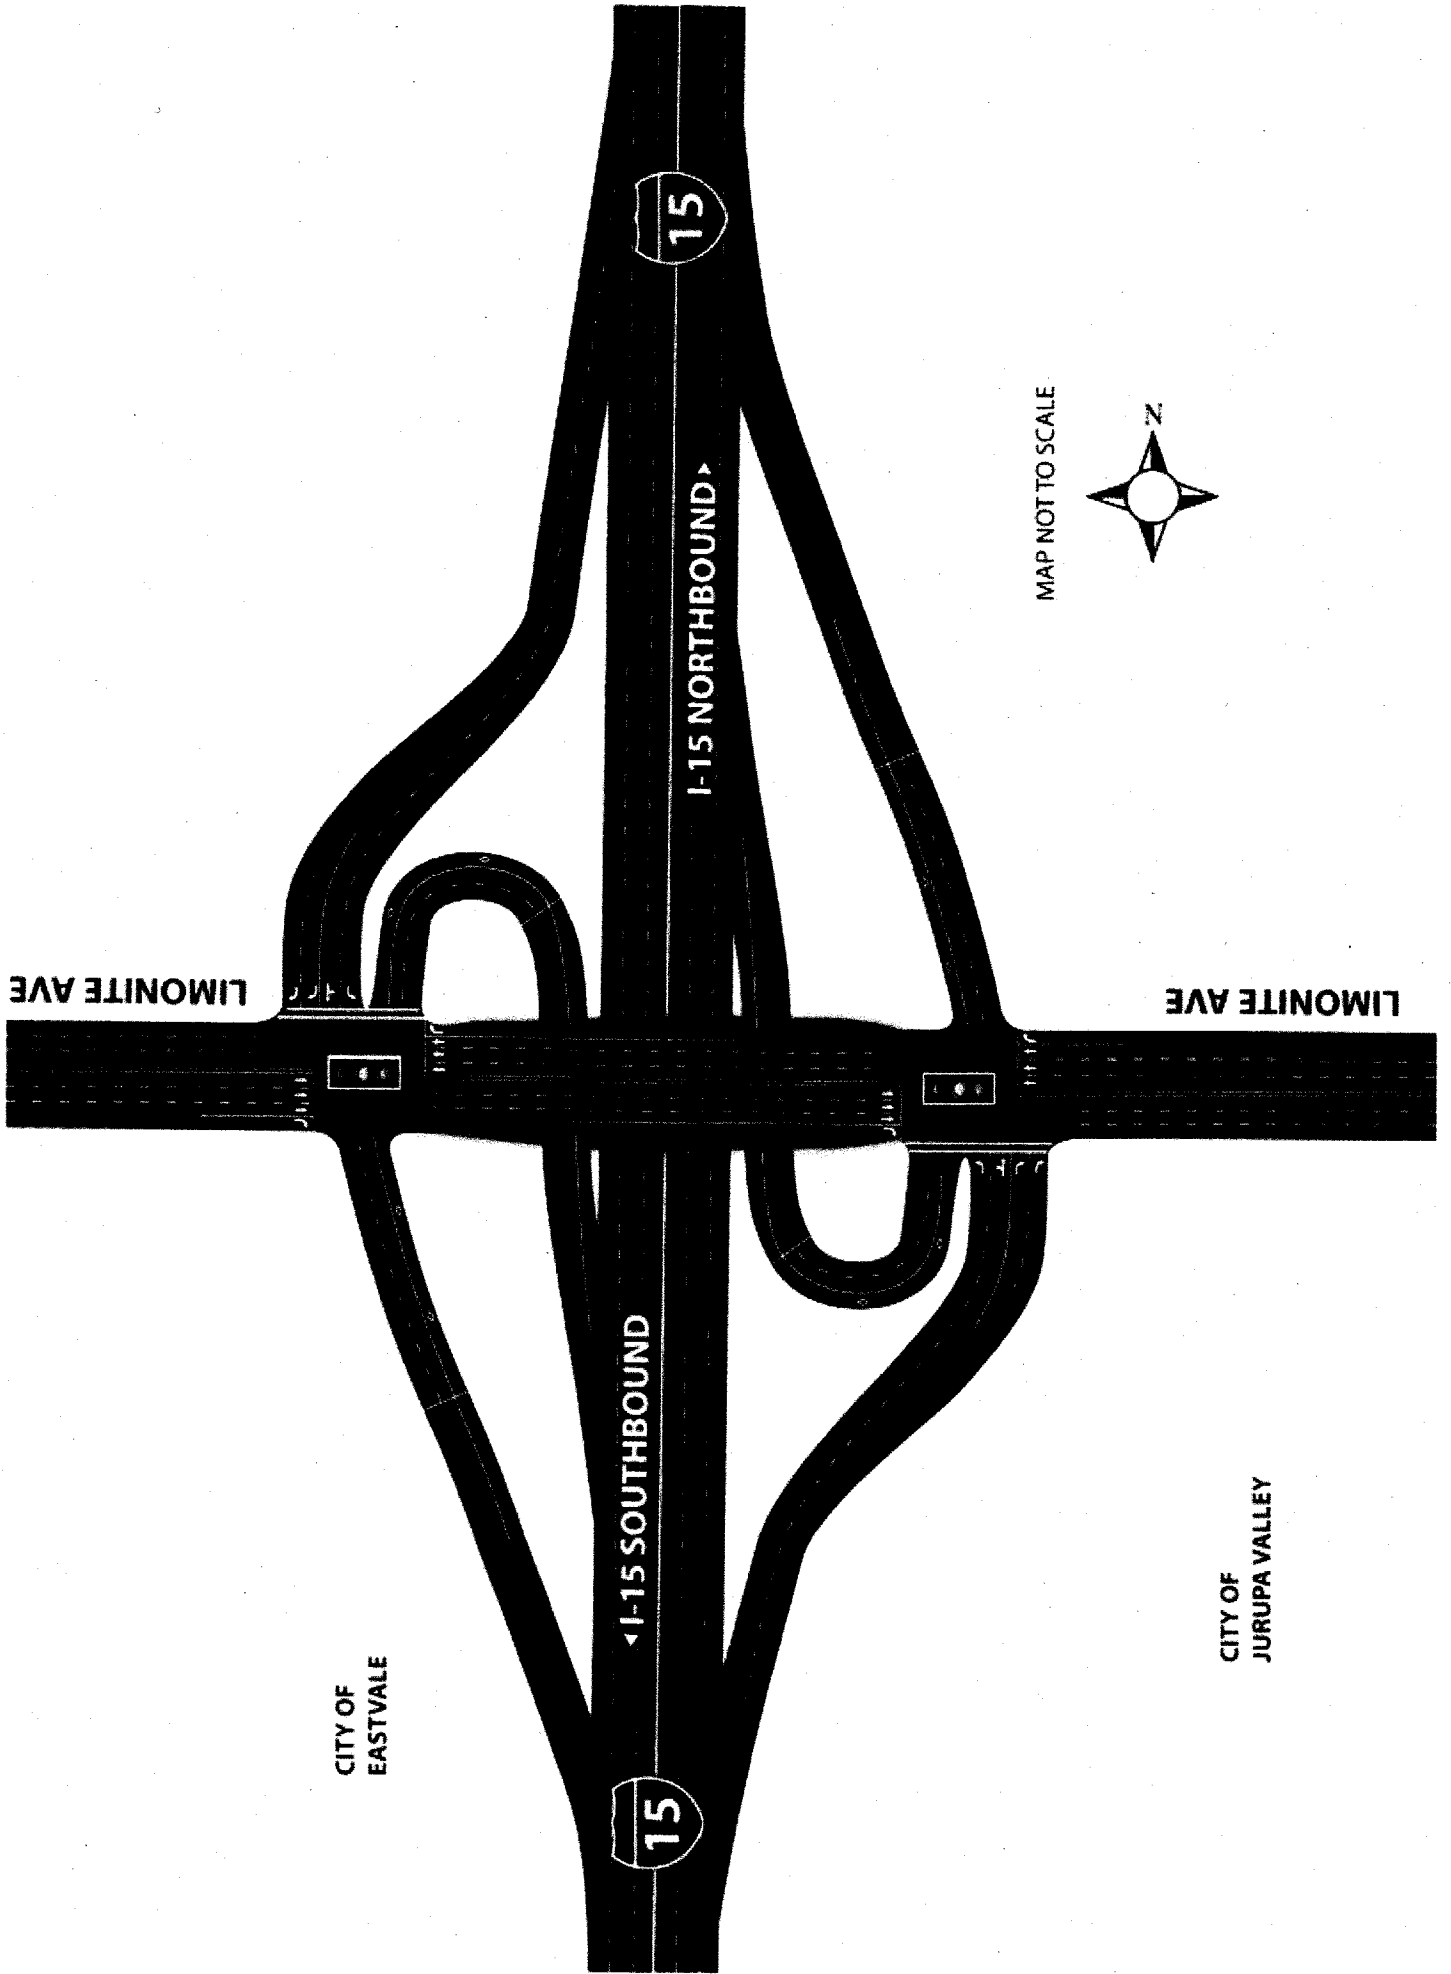 LIMONITE AVE
15
I-15 NORTHBOUND
MAP NOT TO SCALE
N
LIMONITE AVE
I-15 SOUTHBOUND
CITY OF
EASTVALE
CITY OF
JURUPA VALLEY
15